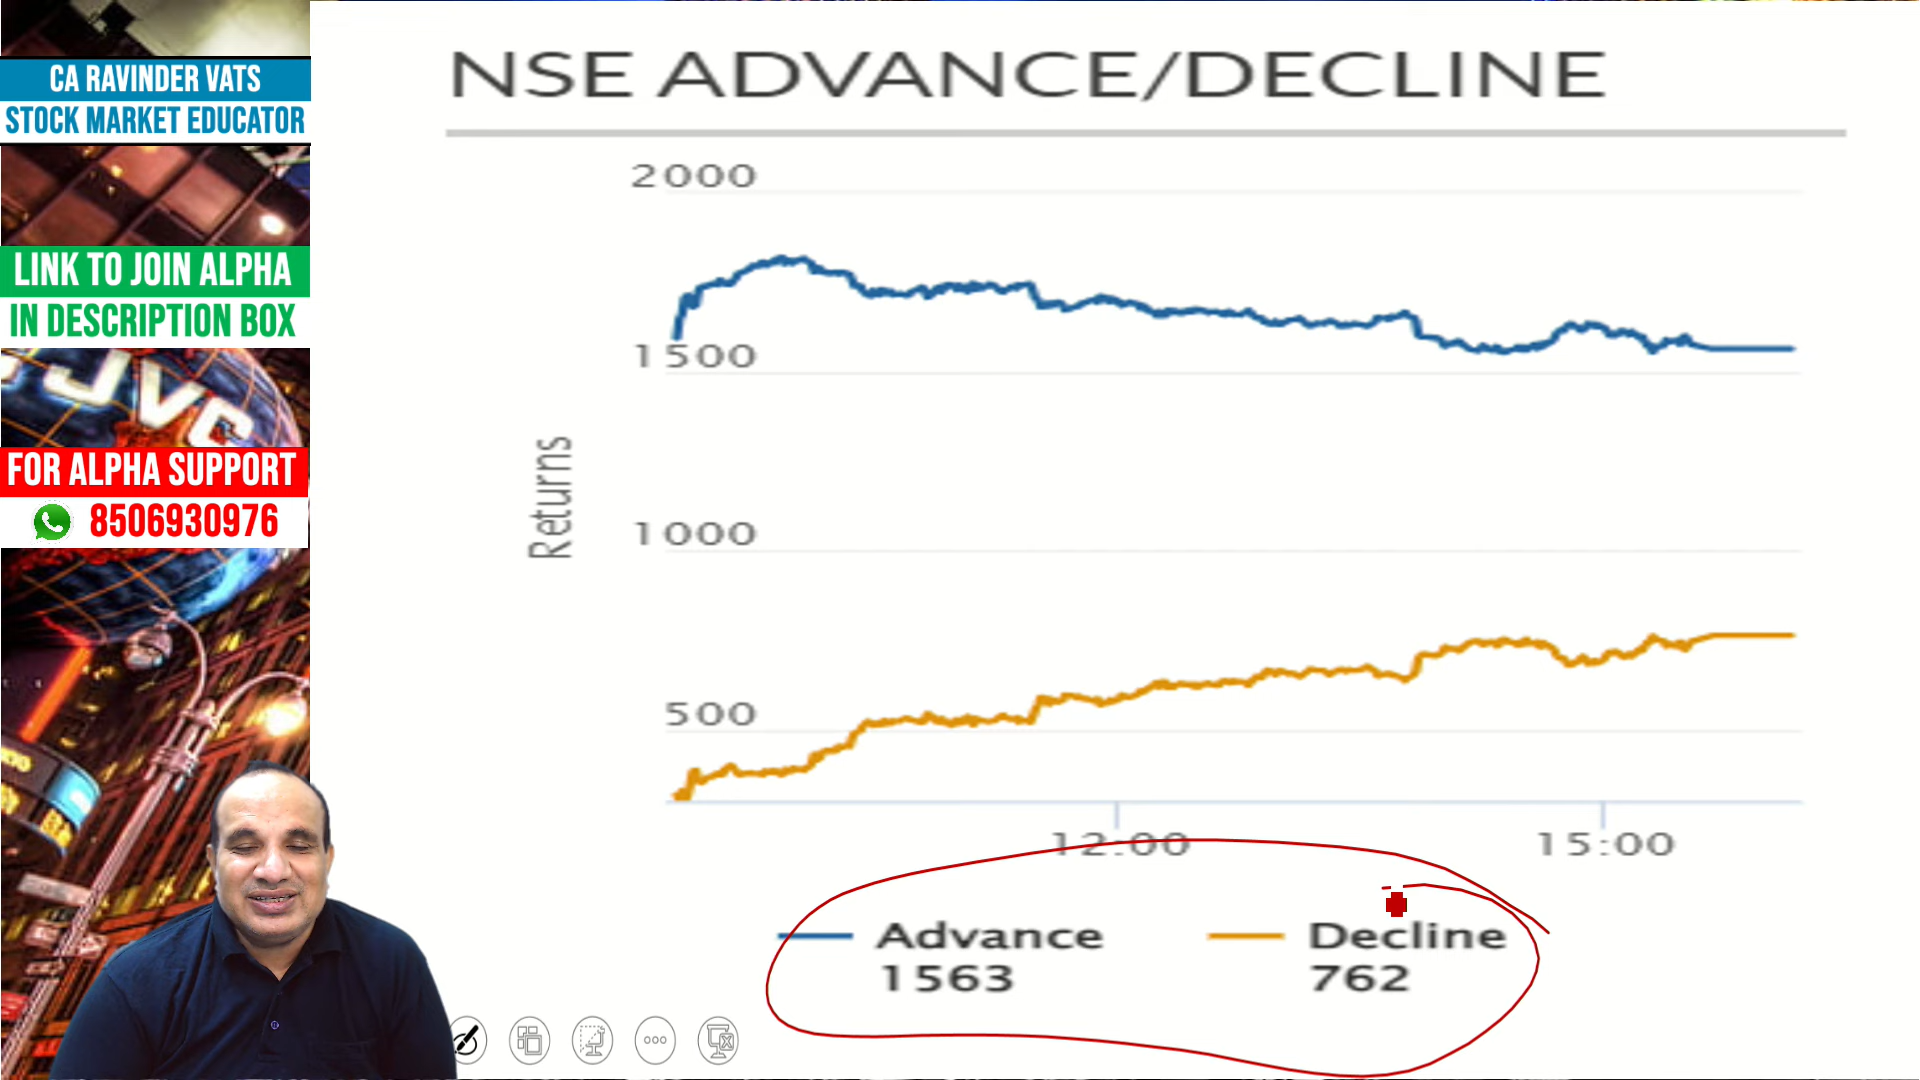 CA RAVINDER VATS
STOCK MARKET EDUCATOR
LINK TO JOIN ALPHA
IN DESCRIPTION BOX
JVC
FOR ALPHA SUPPORT
8506930976
NSE ADVANCE/DECLINE
2000
1500
1000
500
Returns
12:00
15:00
Advance
1563
Decline
762